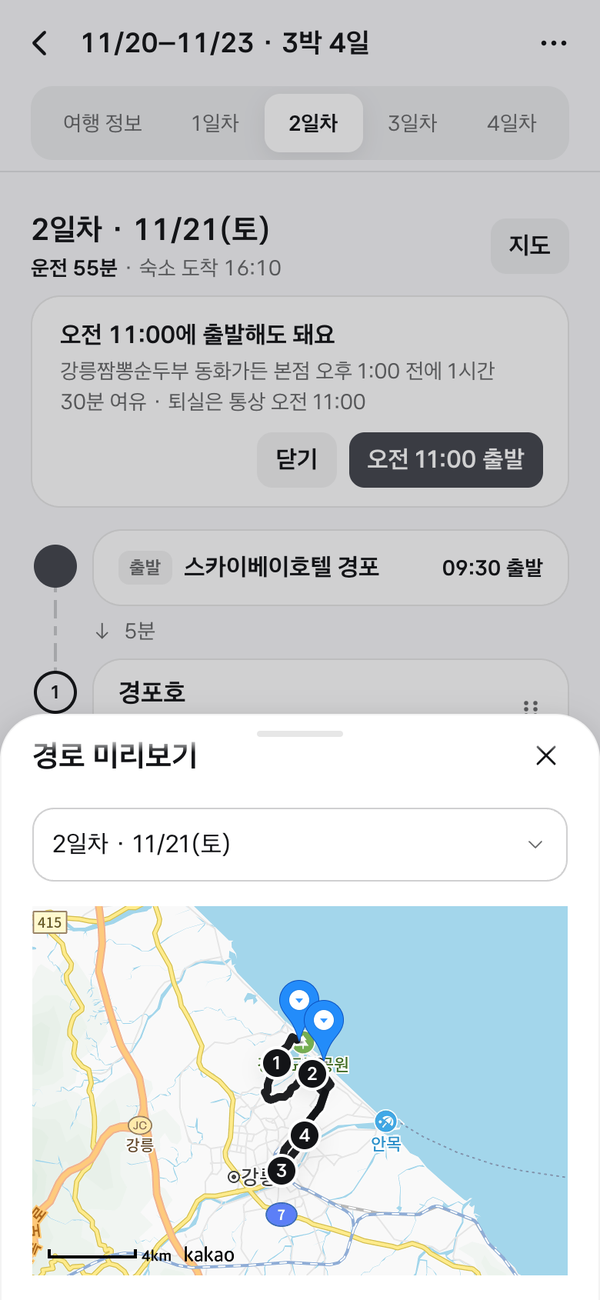 11/20–11/23 · 3박 4일
여행 정보 1일차 2일차 3일차 4일차
2일차 · 11/21(토)
지도
운전 55분 · 숙소 도착 16:10
오전 11:00에 출발해도 돼요
강릉짬뽕순두부 동화가든 본점 오후 1:00 전에 1시간
30분 여유 · 퇴실은 통상 오전 11:00
닫기 오전 11:00 출발
출발 스카이베이호텔 경포 09:30 출발
↓ 5분
1 경포호
경로 미리보기
2일차 · 11/21(토)
415
1
2
4
3
JC
강릉
안목
7
4km kakao